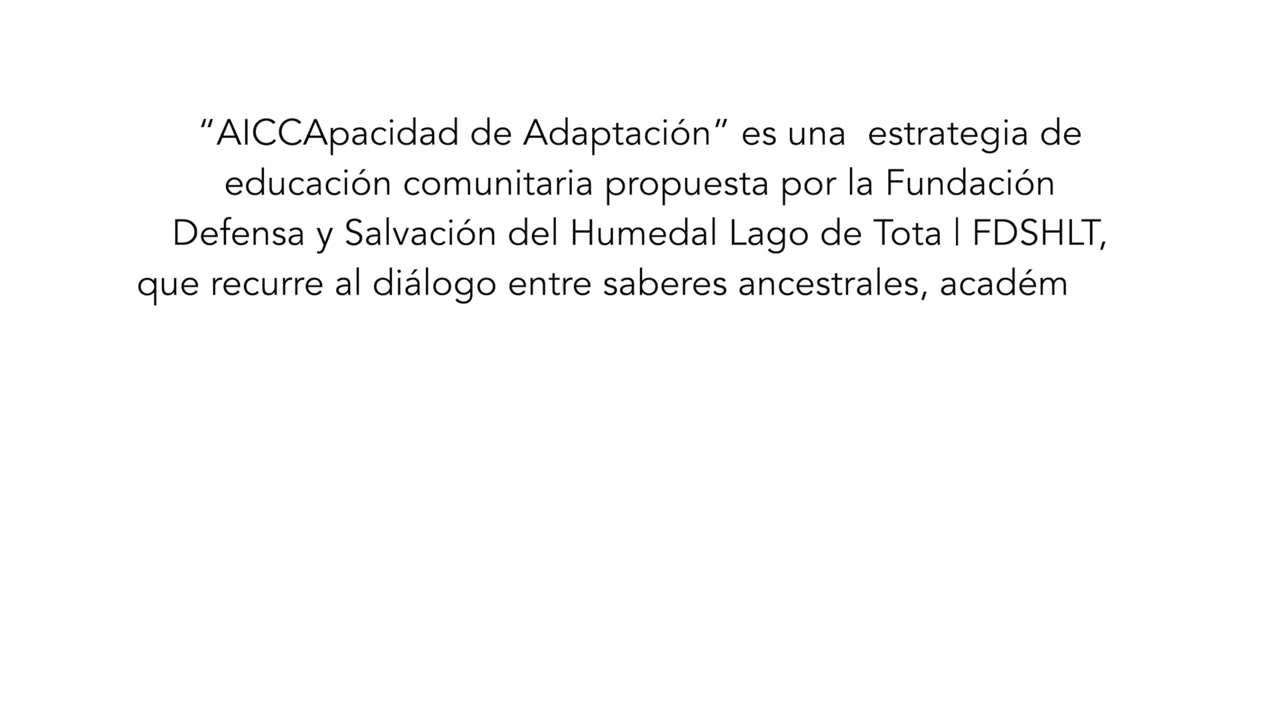 “AICCApacidad de Adaptación” es una  estrategia de
educación comunitaria propuesta por la Fundación
Defensa y Salvación del Humedal Lago de Tota | FDSHLT,
que recurre al diálogo entre saberes ancestrales, académ